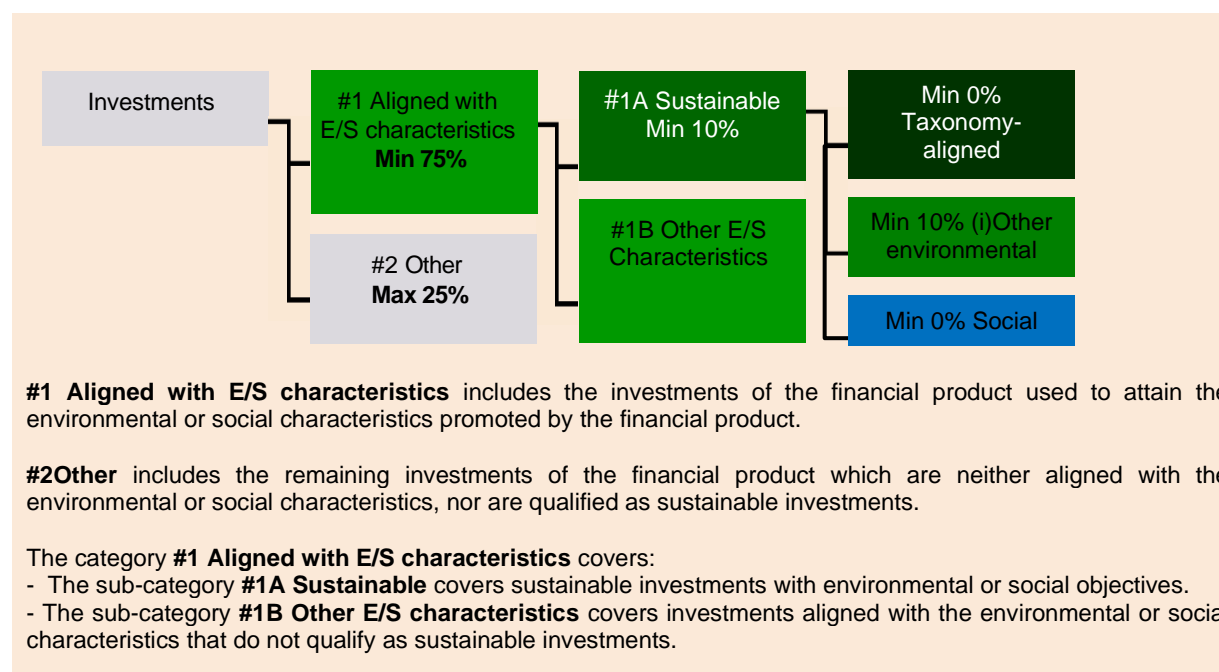 Investments
#1 Aligned with
E/S characteristics
Min 75%
#2 Other
Max 25%
#1A Sustainable
Min 10%
#1B Other E/S
Characteristics
Min 0%
Taxonomy-
aligned
Min 10% (i)Other
environmental
Min 0% Social
#1 Aligned with E/S characteristics includes the investments of the financial product used to attain the
environmental or social characteristics promoted by the financial product.
#2Other includes the remaining investments of the financial product which are neither aligned with the
environmental or social characteristics, nor are qualified as sustainable investments.
The category #1 Aligned with E/S characteristics covers:
- The sub-category #1A Sustainable covers sustainable investments with environmental or social objectives.
- The sub-category #1B Other E/S characteristics covers investments aligned with the environmental or social
characteristics that do not qualify as sustainable investments.